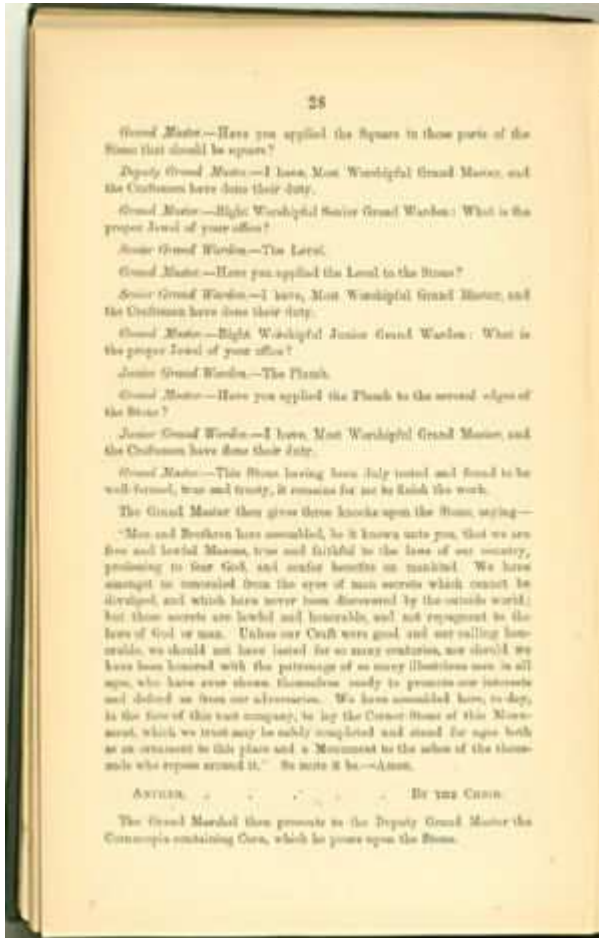 28
Grand Master.—Have you applied the Square to those parts of the
Stone that should be square?
Deputy Grand Master.—I have, Most Worshipful Grand Master, and
the Craftsmen have done their duty.
Grand Master.—Right Worshipful Senior Grand Warden: What is the
proper Jewel of your office?
Senior Grand Warden.—The Level.
Grand Master.—Have you applied the Level to the Stone?
Senior Grand Warden.—I have, Most Worshipful Grand Master, and
the Craftsmen have done their duty.
Grand Master.—Right Worshipful Junior Grand Warden: What is
the proper Jewel of your office?
Junior Grand Warden.—The Plumb.
Grand Master.—Have you applied the Plumb to the several edges of
the Stone?
Junior Grand Warden.—I have, Most Worshipful Grand Master, and
the Craftsmen have done their duty.
Grand Master.—This Stone having been duly tested and found to be
well-formed, true and trusty, it remains for me to finish the work.
The Grand Master then gives three knocks upon the Stone, saying—
"Men and Brethren here assembled, be it known unto you, that we are
free and lawful Masons, true and faithful to the laws of our country,
professing to fear God, and confer benefits on mankind. We have
amongst us concealed from the eyes of man secrets which cannot be
divulged, and which have never been discovered by the outside world;
but these secrets are lawful and honorable, and not repugnant to the
laws of God or man. Unless our Craft were good and our calling hon-
orable, we should not have lasted for so many centuries, nor should we
have been honored with the patronage of so many illustrious men in all
ages, who have ever shown themselves ready to promote our interests
and defend us from our adversaries. We have assembled here, to-day,
in the face of this vast company, to lay the Corner Stone of this Monu-
ment, which we trust may be safely completed and stand for ages both
as an ornament to this place and a Monument to the ashes of the thous-
ands who repose around it." So mote it be.—Amen.
ANTHEM, . . . . . BY THE CHOIR.
The Grand Marshal then presents to the Deputy Grand Master the
Cornucopia containing Corn, which he pours upon the Stone.